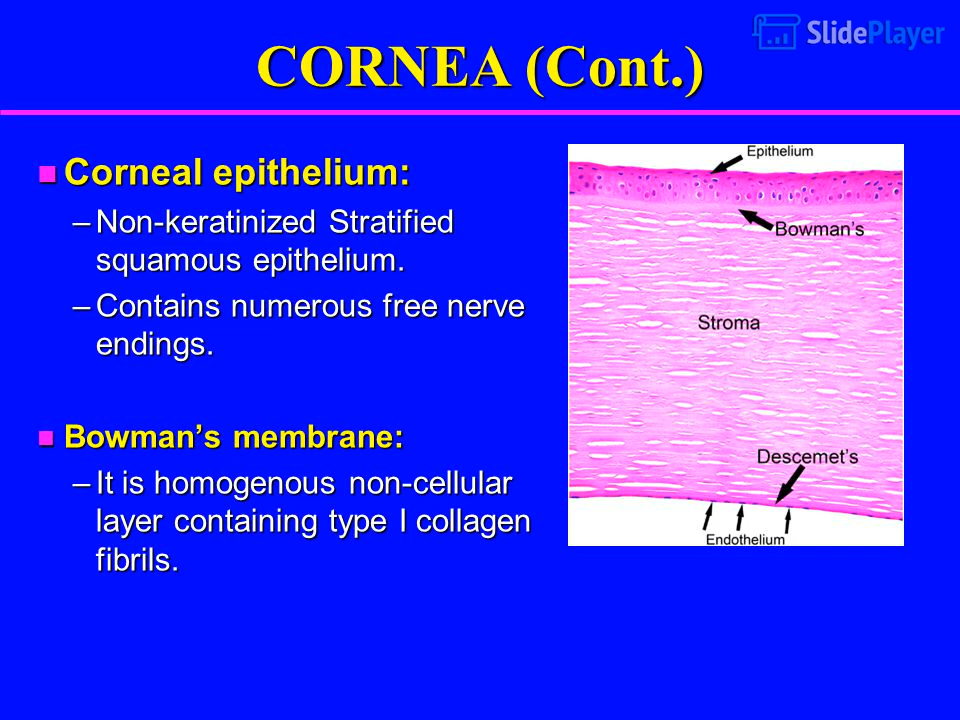 SlidePlayer
CORNEA (Cont.)
Corneal epithelium:
–Non-keratinized Stratified
squamous epithelium.
–Contains numerous free nerve
endings.
Bowman’s membrane:
–It is homogenous non-cellular
layer containing type I collagen
fibrils.
Epithelium
Bowman’s
Stroma
Descemet’s
Endothelium